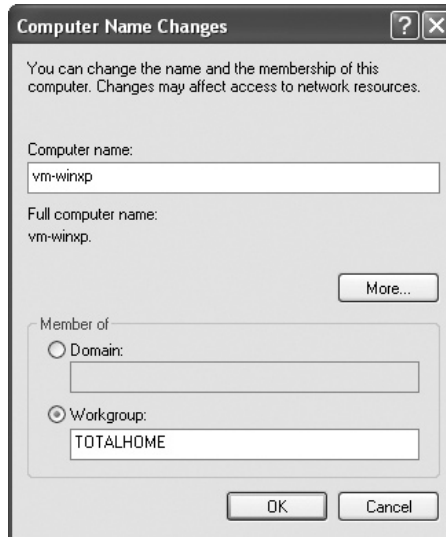 Computer Name Changes
You can change the name and the membership of this
computer. Changes may affect access to network resources.
Computer name:
vm-winxp
Full computer name:
vm-winxp.
More...
Member of
Domain:
Workgroup:
TOTALHOME
OK Cancel